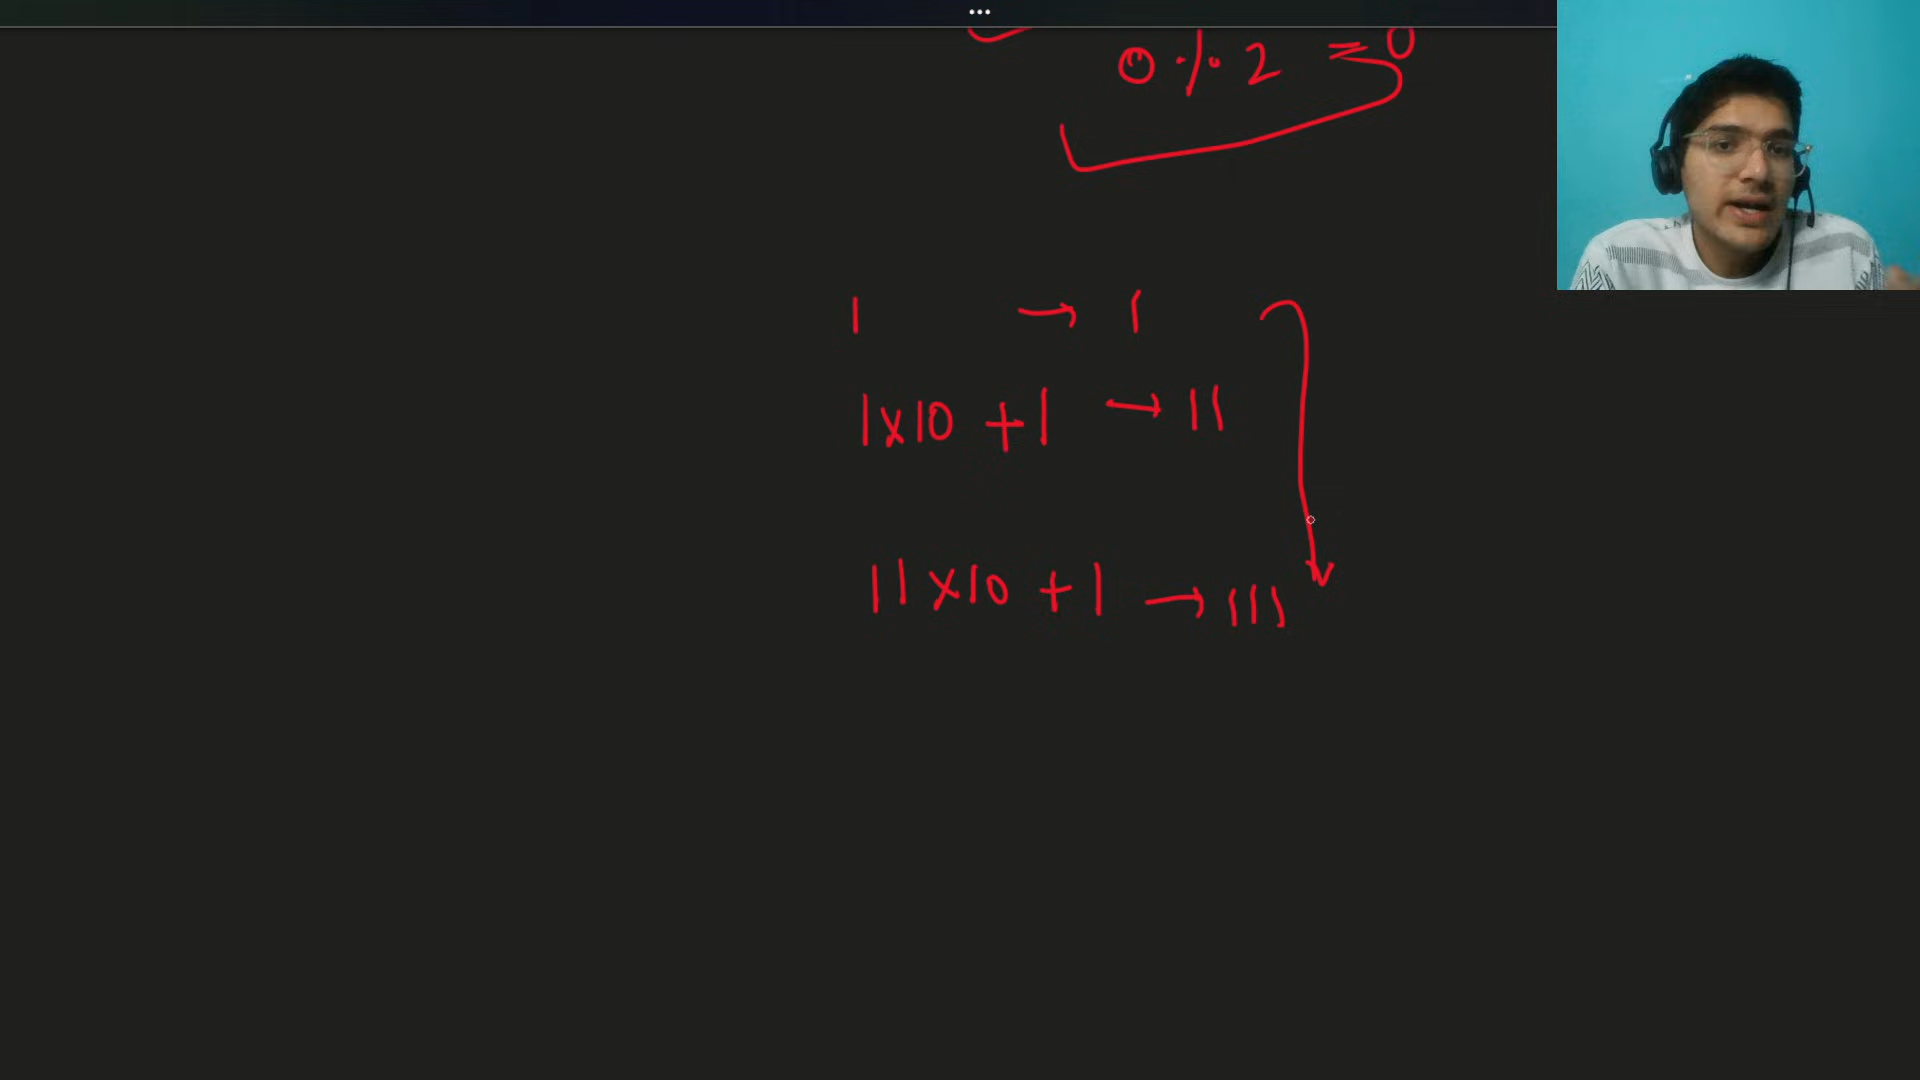 0 % 2 = 0
1 → 1
1x10 +1 → 11
11x10 +1 → 111